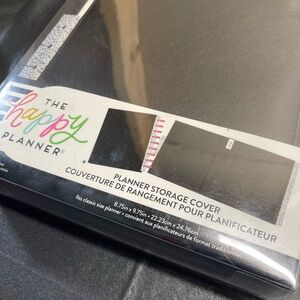 THE
happy
PLANNER®
PLANNER STORAGE COVER
COUVERTURE DE RANGEMENT POUR PLANIFICATEUR
8.75in x 9.75in • 22.23cm x 24.76cm
fits classic size planner • convient aux planificateurs de format traditionnel